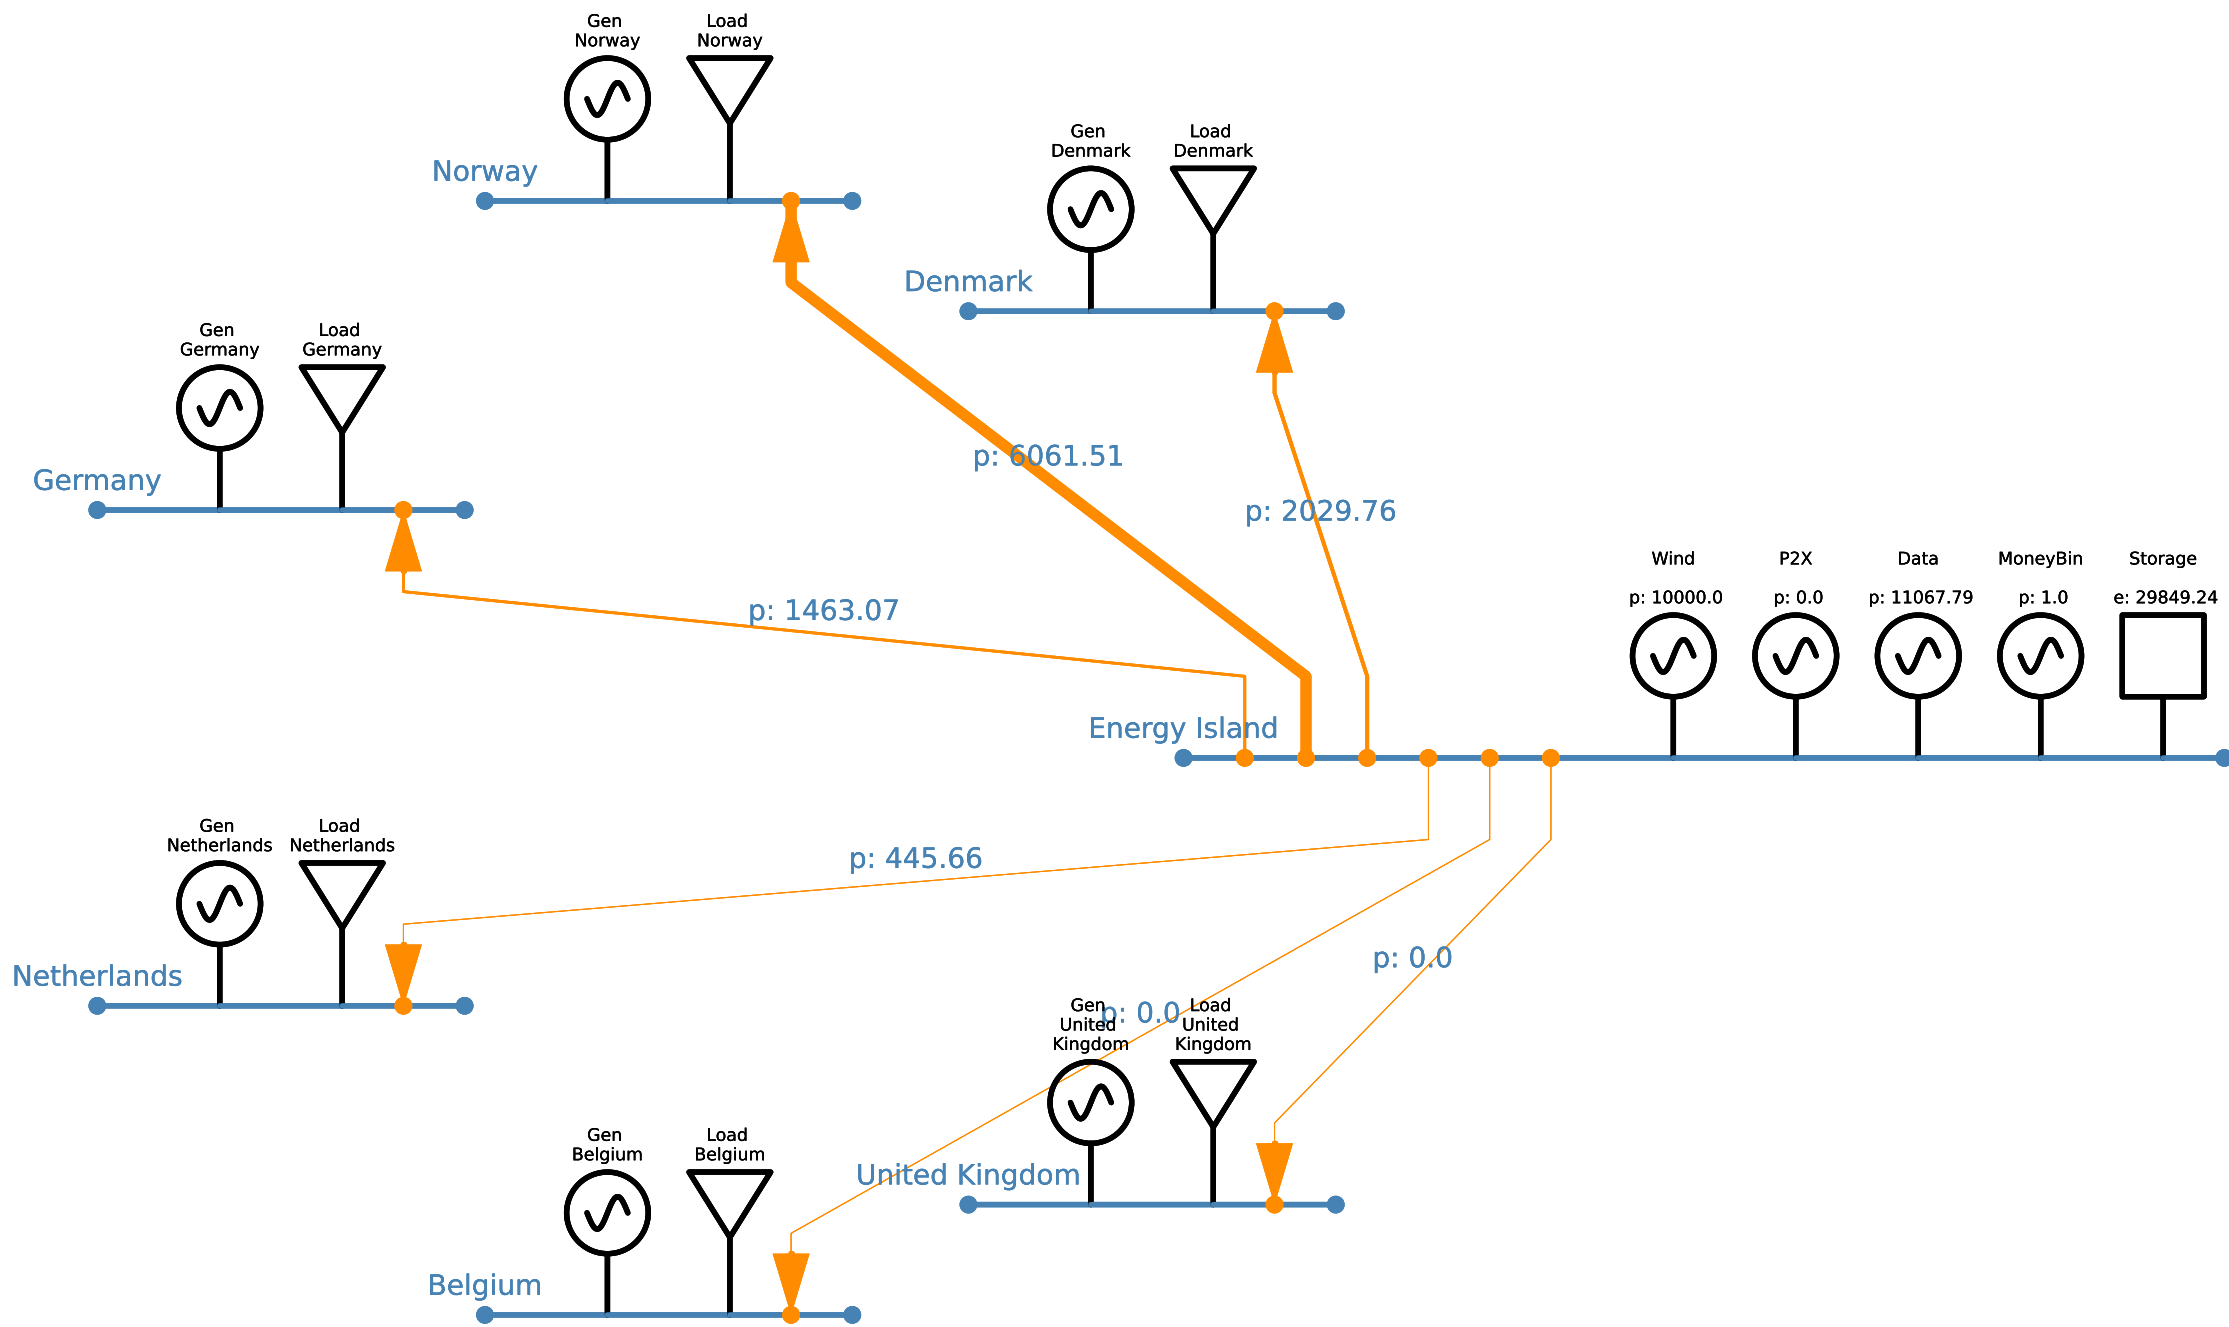 Gen
Norway
Load
Norway
Norway
Gen
Denmark
Load
Denmark
Denmark
Gen
Germany
Load
Germany
Germany
p: 6061.51
p: 2029.76
p: 1463.07
Wind
p: 10000.0
P2X
p: 0.0
Data
p: 11067.79
MoneyBin
p: 1.0
Storage
e: 29849.24
Energy Island
Gen
Netherlands
Load
Netherlands
Netherlands
p: 445.66
p: 0.0
p: 0.0
Gen
United
Kingdom
Load
United
Kingdom
United Kingdom
Gen
Belgium
Load
Belgium
Belgium